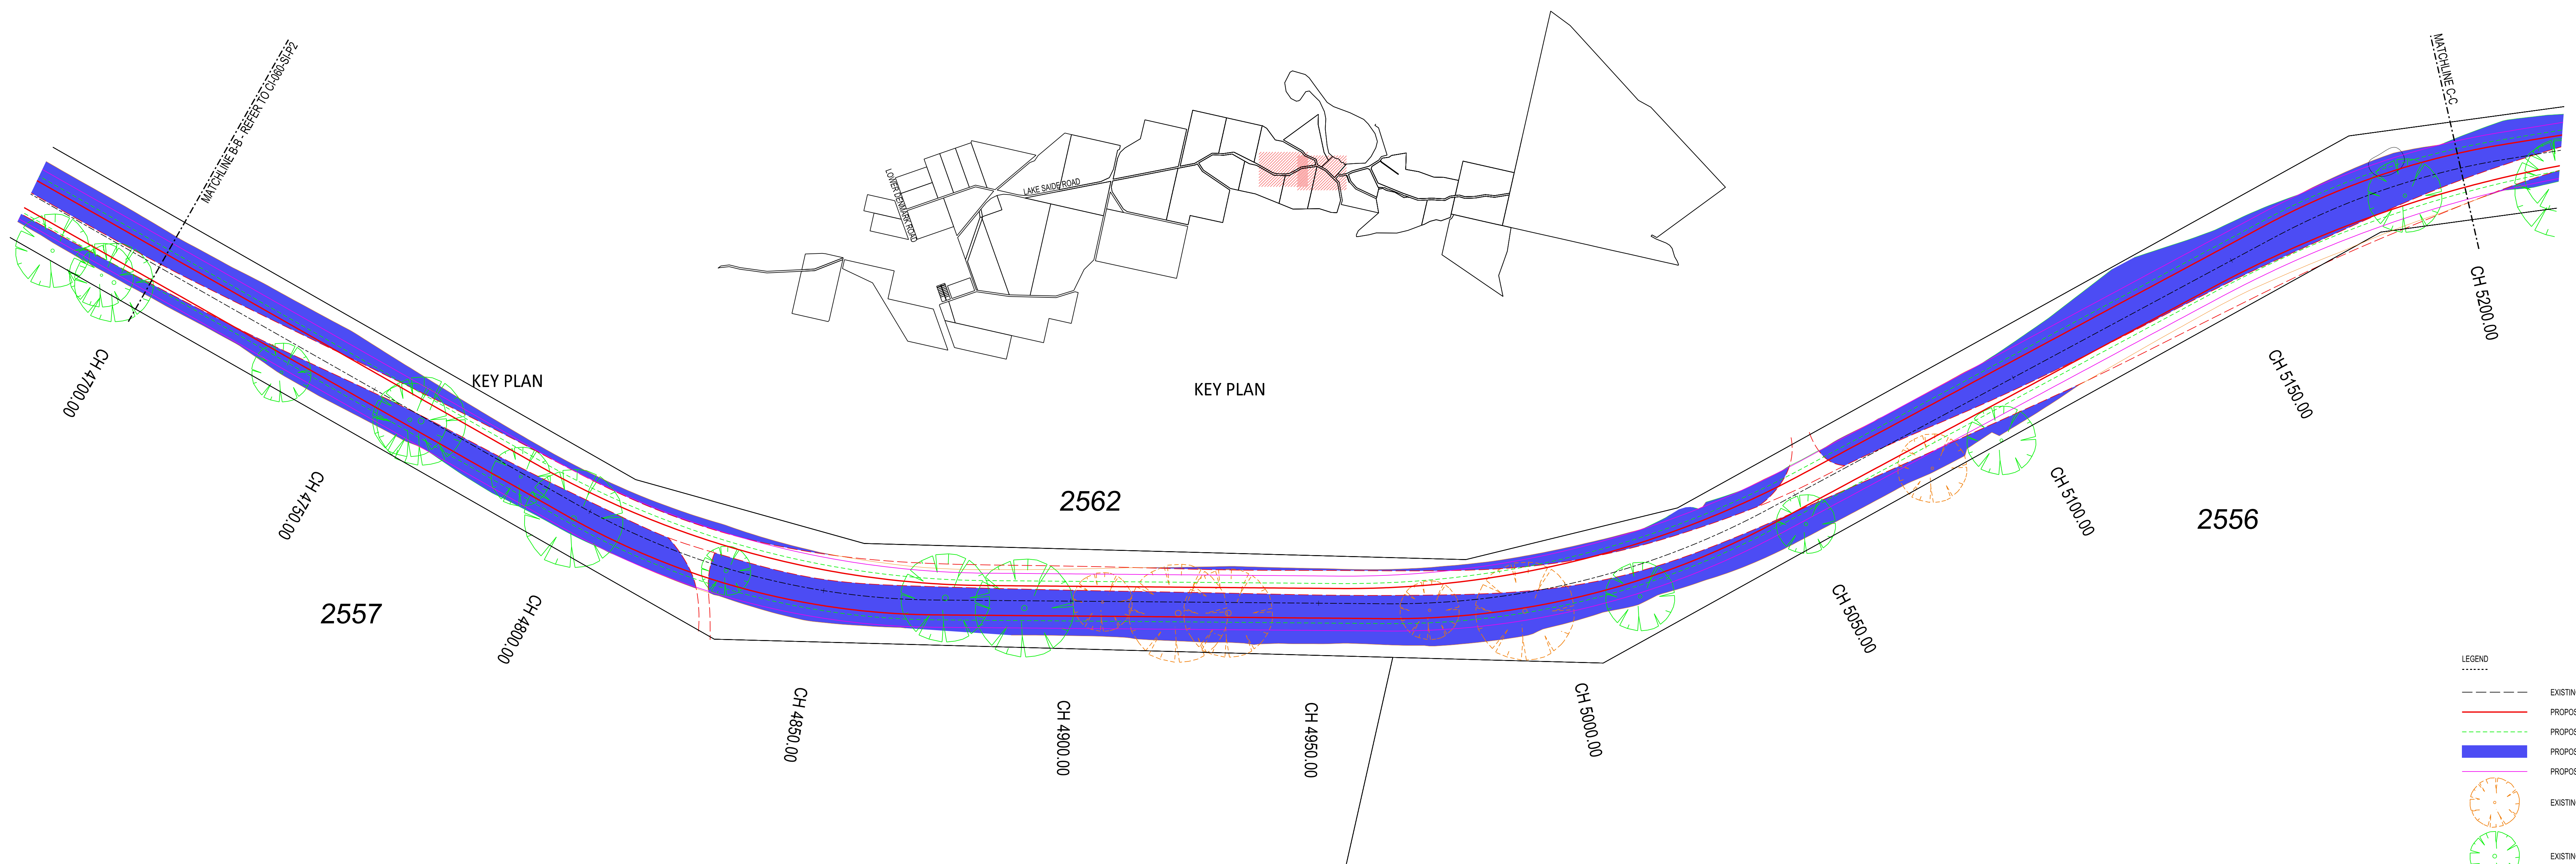 MATCHLINE B-B - REFER TO CI-060-SI-P2
MATCHLINE C-C
LOWER DENMARK ROAD
LAKE SAIDE ROAD
KEY PLAN
KEY PLAN
CH 4700.00
CH 4750.00
CH 4800.00
CH 4850.00
CH 4900.00
CH 4950.00
CH 5000.00
CH 5050.00
CH 5100.00
CH 5150.00
CH 5200.00
2562
2556
2557
LEGEND
EXISTIN
PROPOS
PROPOS
PROPOS
PROPOS
EXISTIN
EXISTIN